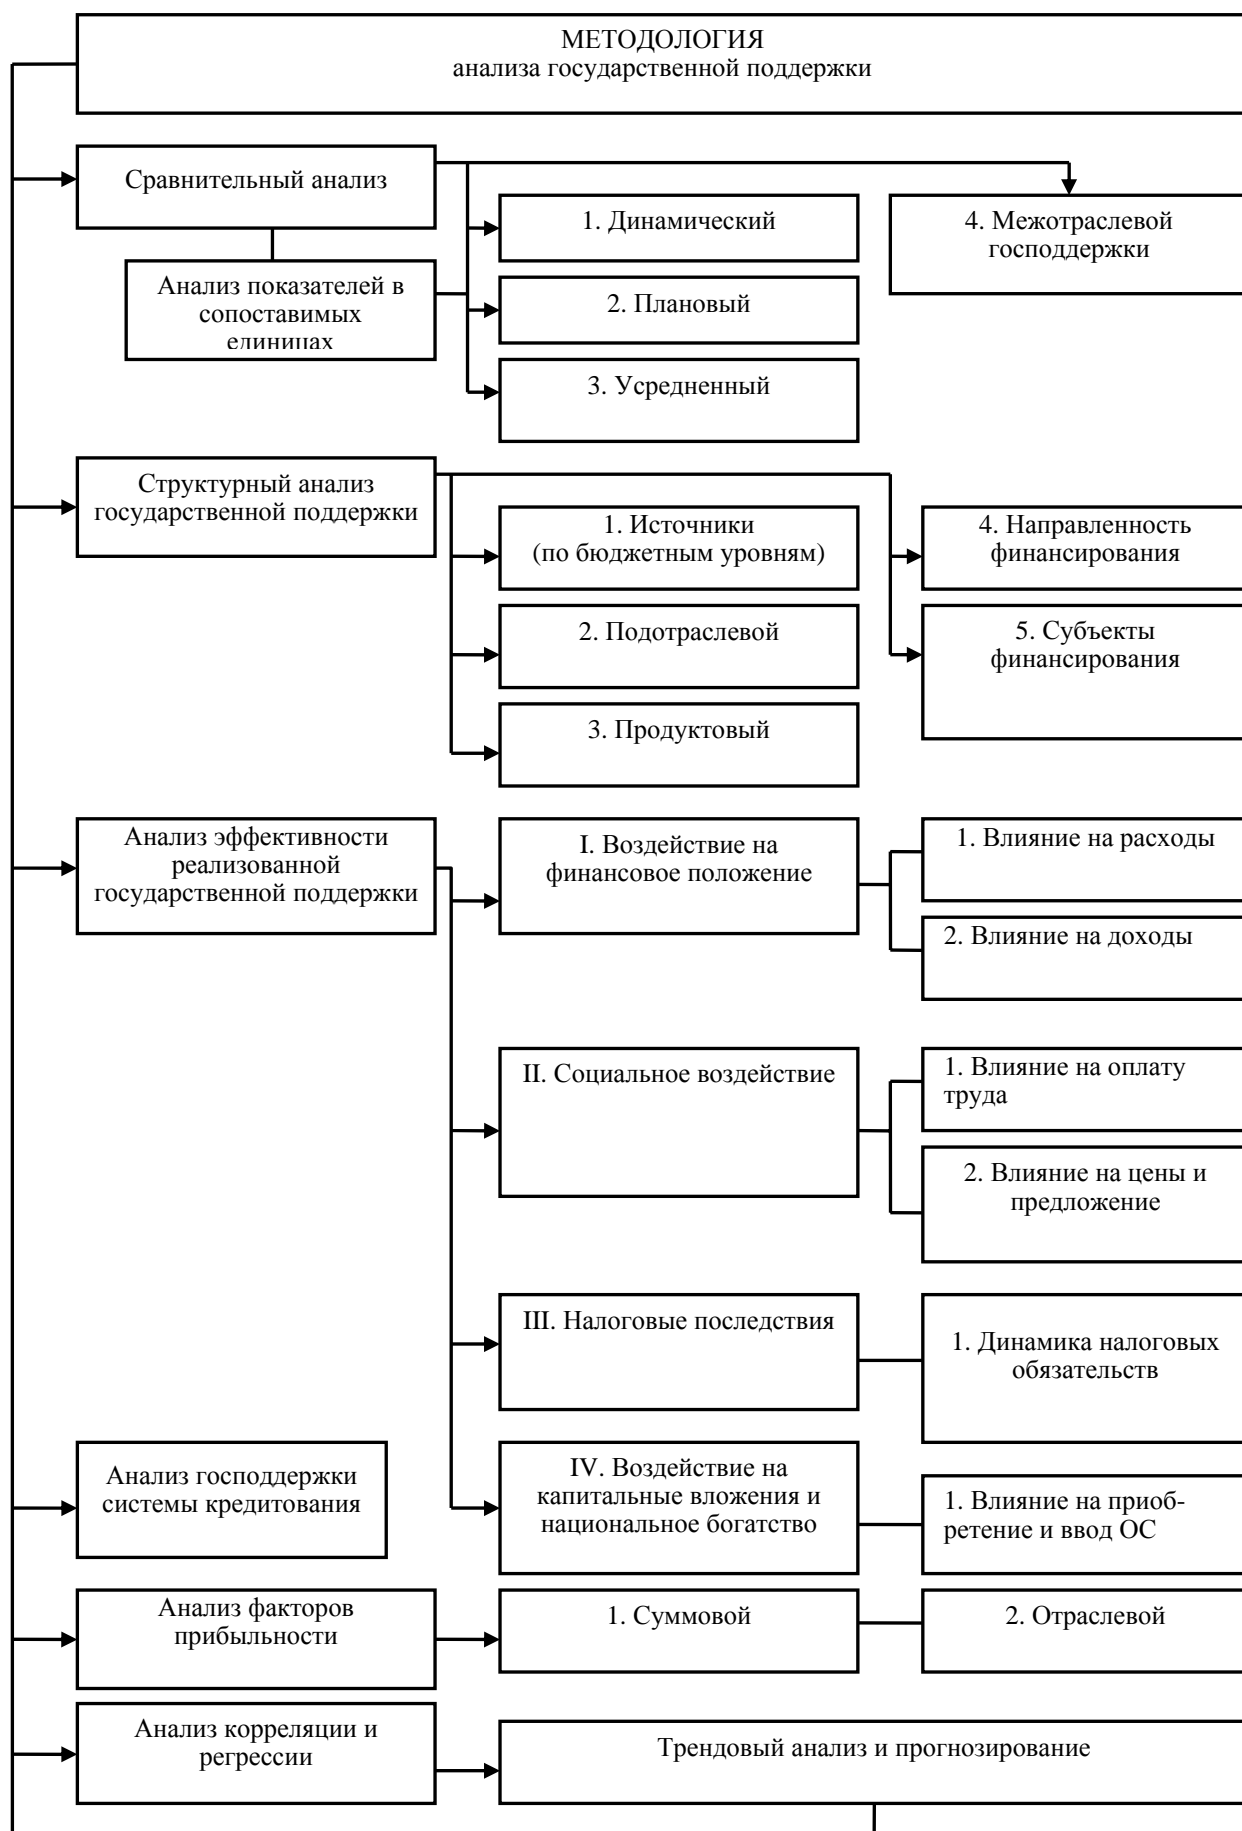 МЕТОДОЛОГИЯ
анализа государственной поддержки
Сравнительный анализ
1. Динамический
4. Межотраслевой
господдержки
Анализ показателей в
сопоставимых
единицах
2. Плановый
3. Усредненный
Структурный анализ
государственной поддержки
1. Источники
(по бюджетным уровням)
4. Направленность
финансирования
2. Подотраслевой
5. Субъекты
финансирования
3. Продуктовый
Анализ эффективности
реализованной
государственной поддержки
I. Воздействие на
финансовое положение
1. Влияние на расходы
2. Влияние на доходы
II. Социальное воздействие
1. Влияние на оплату
труда
2. Влияние на цены и
предложение
III. Налоговые последствия
1. Динамика налоговых
обязательств
Анализ господдержки
системы кредитования
IV. Воздействие на
капитальные вложения и
национальное богатство
1. Влияние на приоб-
ретение и ввод ОС
Анализ факторов
прибыльности
1. Суммовой
2. Отраслевой
Анализ корреляции и
регрессии
Трендовый анализ и прогнозирование